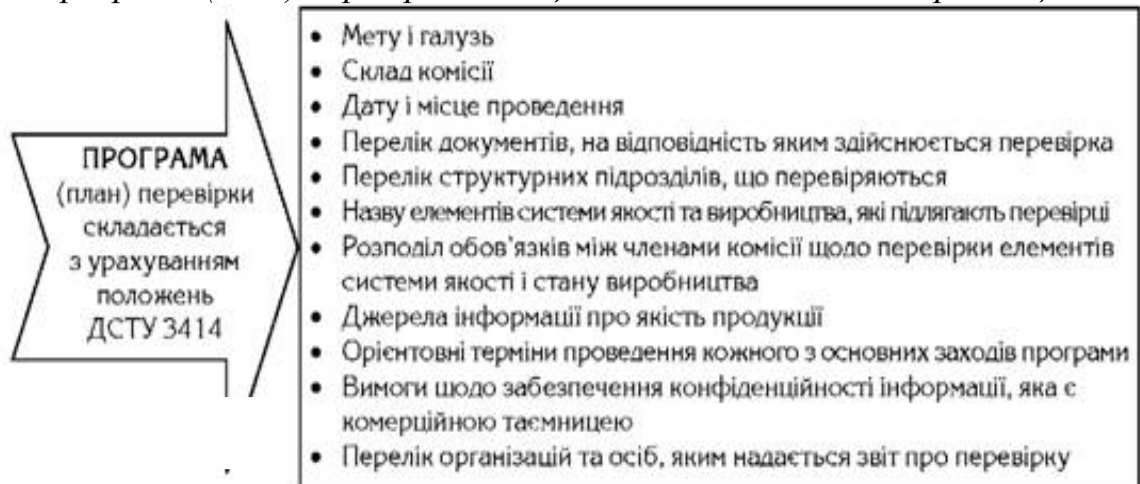 ПРОГРАМА
(план) перевірки
складається
з урахуванням
положень
ДСТУ 3414
• Мету і галузь
• Склад комісії
• Дату і місце проведення
• Перелік документів, на відповідність яким здійснюється перевірка
• Перелік структурних підрозділів, що перевіряються
• Назву елементів системи якості та виробництва, які підлягають перевірці
• Розподіл обов’язків між членами комісії щодо перевірки елементів
системи якості і стану виробництва
• Джерела інформації про якість продукції
• Орієнтовні терміни проведення кожного з основних заходів програми
• Вимоги щодо забезпечення конфіденційності інформації, яка є
комерційною таємницею
• Перелік організацій та осіб, яким надається звіт про перевірку